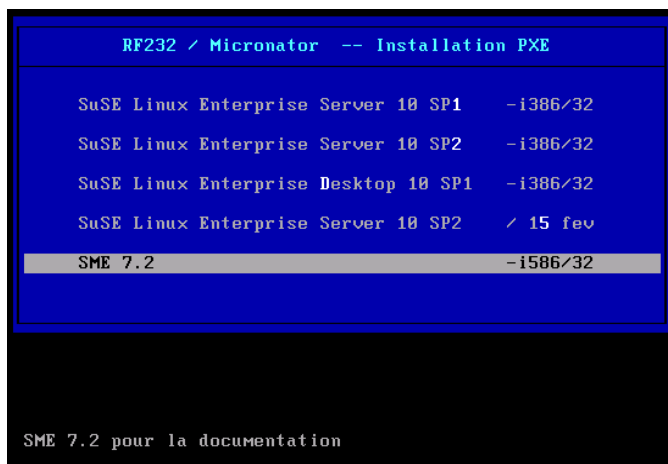 RF232 / Micronator -- Installation PXE
SuSE Linux Enterprise Server 10 SP1 -i386/32
SuSE Linux Enterprise Server 10 SP2 -i386/32
SuSE Linux Enterprise Desktop 10 SP1 -i386/32
SuSE Linux Enterprise Server 10 SP2 / 15 fev
SME 7.2 -i586/32
SME 7.2 pour la documentation